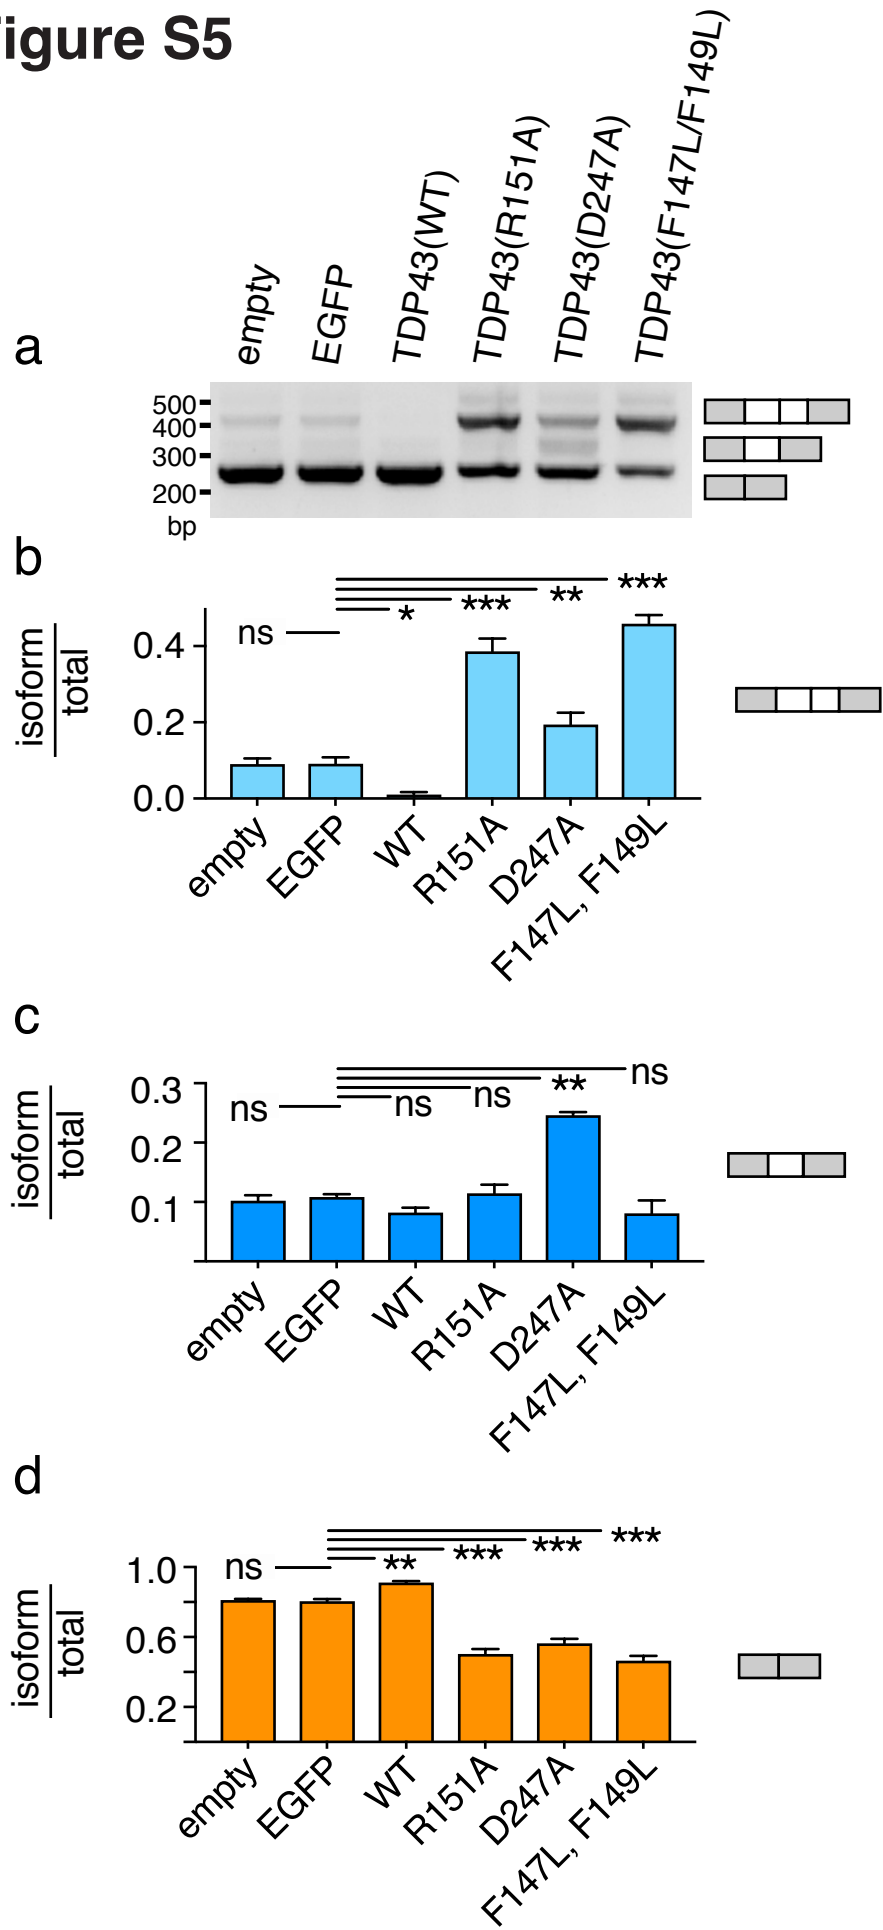 igure S5
a
empty
EGFP
TDP43(WT)
TDP43(R151A)
TDP43(D247A)
TDP43(F147L/F149L)
500
400
300
200
bp
b
isoform
total
ns
*
***
**
***
0.4
0.2
0.0
empty
EGFP
WT
R151A
D247A
F147L, F149L
c
isoform
total
ns
ns
ns
**
ns
0.3
0.2
0.1
empty
EGFP
WT
R151A
D247A
F147L, F149L
d
isoform
total
ns
**
***
***
***
1.0
0.6
0.2
empty
EGFP
WT
R151A
D247A
F147L, F149L